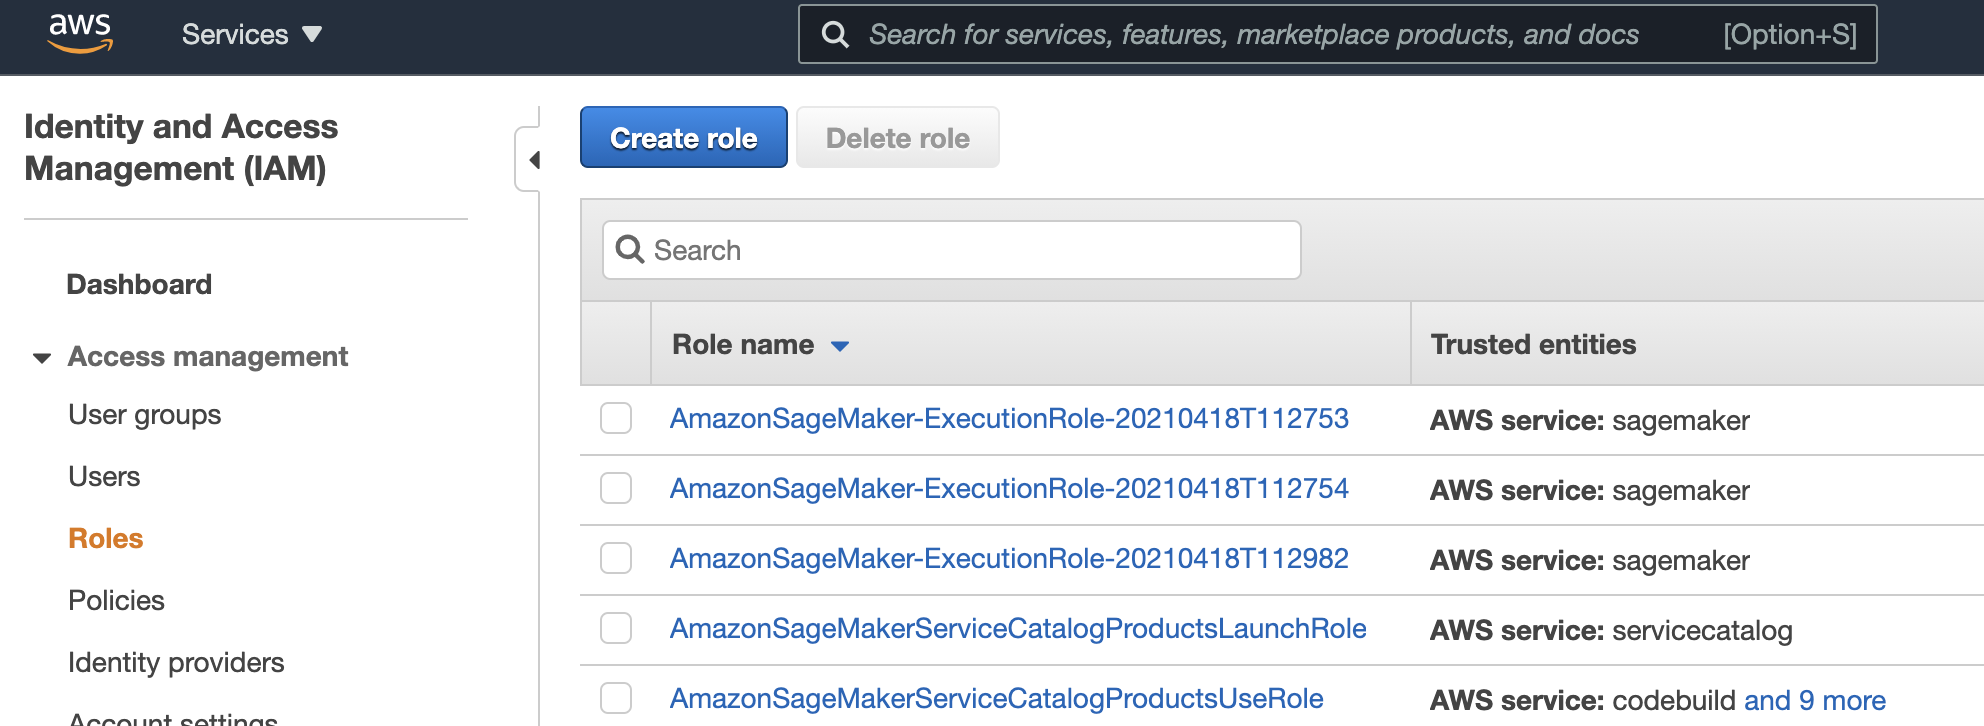 aws
Services
Search for services, features, marketplace products, and docs
[Option+S]
Identity and Access
Management (IAM)
Dashboard
Access management
User groups
Users
Roles
Policies
Identity providers
Account settings
Create role
Delete role
Search
Role name
Trusted entities
AmazonSageMaker-ExecutionRole-20210418T112753
AWS service: sagemaker
AmazonSageMaker-ExecutionRole-20210418T112754
AWS service: sagemaker
AmazonSageMaker-ExecutionRole-20210418T112982
AWS service: sagemaker
AmazonSageMakerServiceCatalogProductsLaunchRole
AWS service: servicecatalog
AmazonSageMakerServiceCatalogProductsUseRole
AWS service: codebuild and 9 more